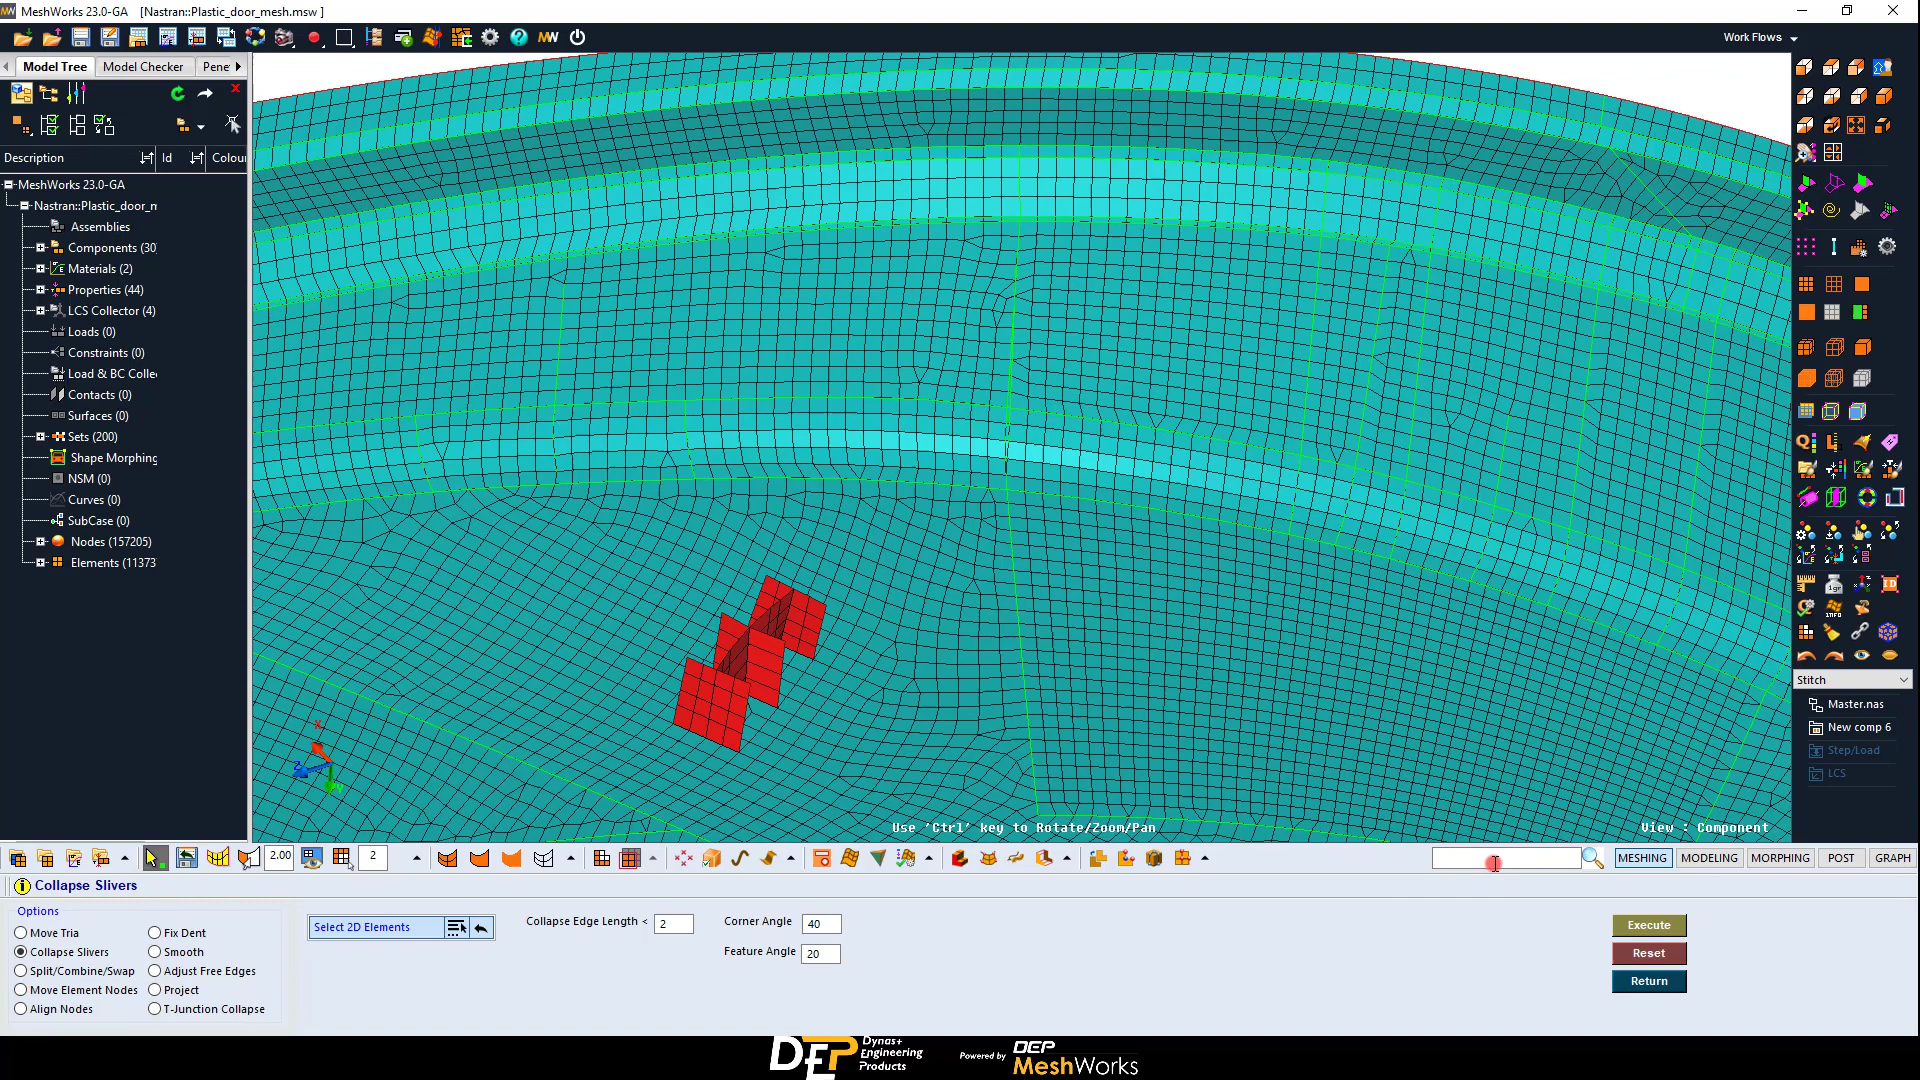 MeshWorks 23.0-GA [Nastran::Plastic_door_mesh.msw ]
Work Flows
Model Tree
Model Checker
Pene
Description
Id
Colour
MeshWorks 23.0-GA
Nastran::Plastic_door_m
Assemblies
Components (30)
Materials (2)
Properties (44)
LCS Collector (4)
Loads (0)
Constraints (0)
Load & BC Colle
Contacts (0)
Surfaces (0)
Sets (200)
Shape Morphing
NSM (0)
Curves (0)
SubCase (0)
Nodes (157205)
Elements (11373
X
Z
Y
Use 'Ctrl' key to Rotate/Zoom/Pan
View : Component
Stitch
Master.nas
New comp 6
Step/Load
LCS
2.00
2
MESHING
MODELING
MORPHING
POST
GRAPH
Collapse Slivers
Options
Move Tria
Fix Dent
Collapse Slivers
Smooth
Split/Combine/Swap
Adjust Free Edges
Move Element Nodes
Project
Align Nodes
T-Junction Collapse
Select 2D Elements
Collapse Edge Length < 2
Corner Angle 40
Feature Angle 20
Execute
Reset
Return
DEP Dynas+
Engineering
Products
Powered by DEP
MeshWorks